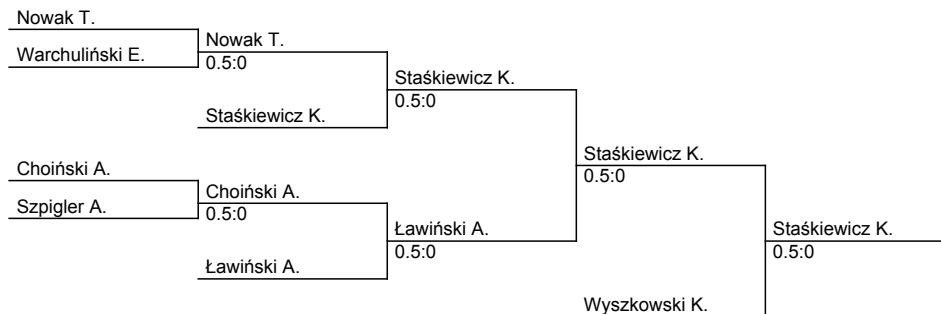 Nowak T.
Warchuliński E.
Nowak T.
0.5:0
Staśkiewicz K.
Staśkiewicz K.
0.5:0
Choiński A.
Szpigler A.
Choiński A.
0.5:0
Ławiński A.
Ławiński A.
0.5:0
Staśkiewicz K.
0.5:0
Wyszkowski K.
Staśkiewicz K.
0.5:0